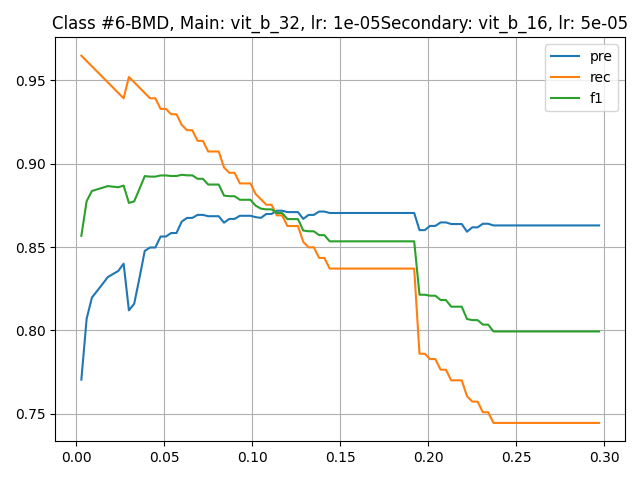 Class #6-BMD, Main: vit_b_32, lr: 1e-05Secondary: vit_b_16, lr: 5e-05
pre
rec
f1
0.95
0.90
0.85
0.80
0.75
0.00 0.05 0.10 0.15 0.20 0.25 0.30